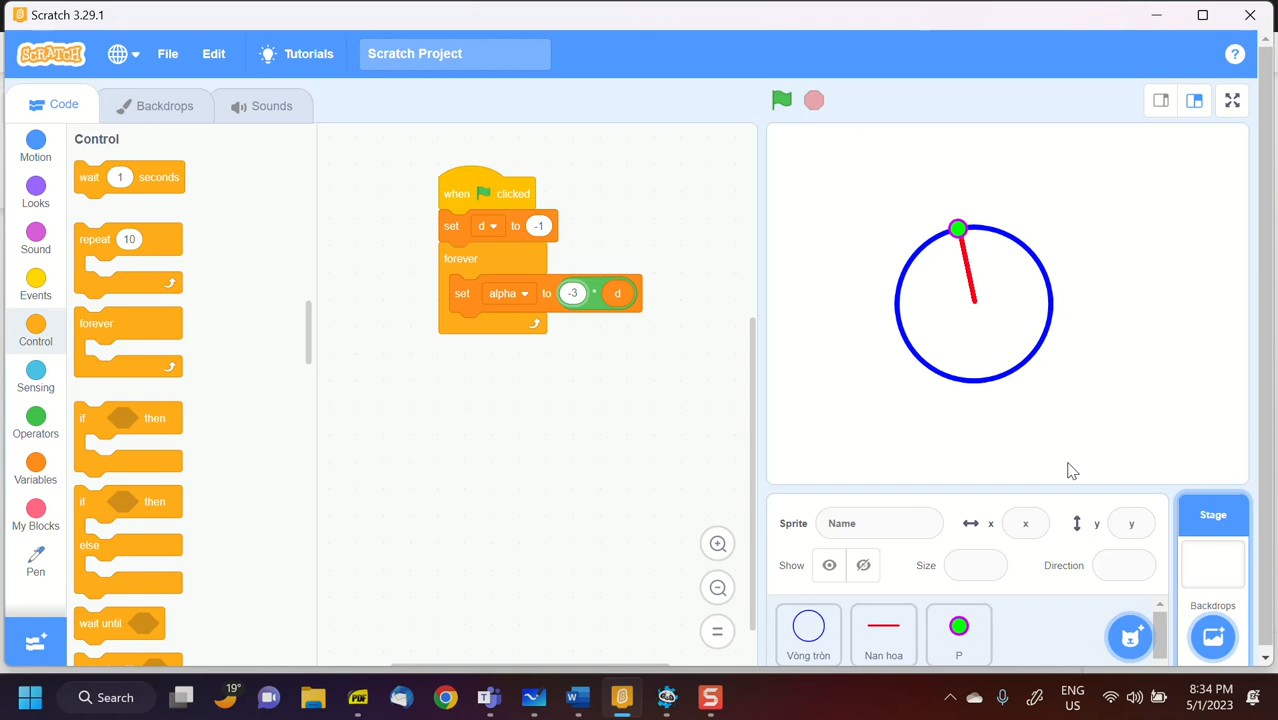 Scratch 3.29.1
SCRATCH
File
Edit
Tutorials
Scratch Project
?
Code
Backdrops
Sounds
Motion
Looks
Sound
Events
Control
Sensing
Operators
Variables
My Blocks
Pen
Control
wait 1 seconds
repeat 10
forever
if then
if then
else
wait until
when clicked
set d to -1
forever
set alpha to -3 * d
Sprite Name x x y y
Show Size Direction
Vòng tròn
Nan hoa
P
Stage
Backdrops
Search
19°
PDF
W
S
ENG
US
8:34 PM
5/1/2023